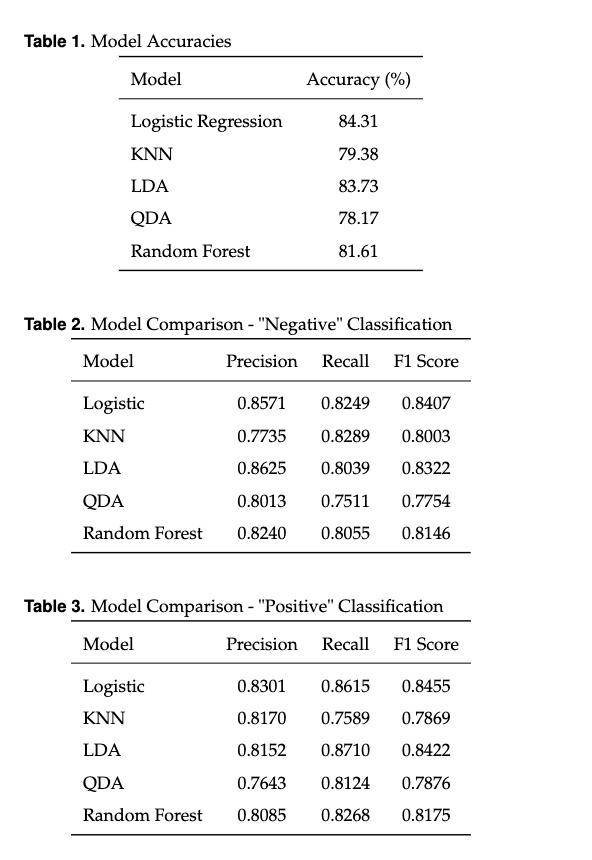 Table 1. Model Accuracies
Model Accuracy (%)
Logistic Regression 84.31
KNN 79.38
LDA 83.73
QDA 78.17
Random Forest 81.61
Table 2. Model Comparison - "Negative" Classification
Model Precision Recall F1 Score
Logistic 0.8571 0.8249 0.8407
KNN 0.7735 0.8289 0.8003
LDA 0.8625 0.8039 0.8322
QDA 0.8013 0.7511 0.7754
Random Forest 0.8240 0.8055 0.8146
Table 3. Model Comparison - "Positive" Classification
Model Precision Recall F1 Score
Logistic 0.8301 0.8615 0.8455
KNN 0.8170 0.7589 0.7869
LDA 0.8152 0.8710 0.8422
QDA 0.7643 0.8124 0.7876
Random Forest 0.8085 0.8268 0.8175